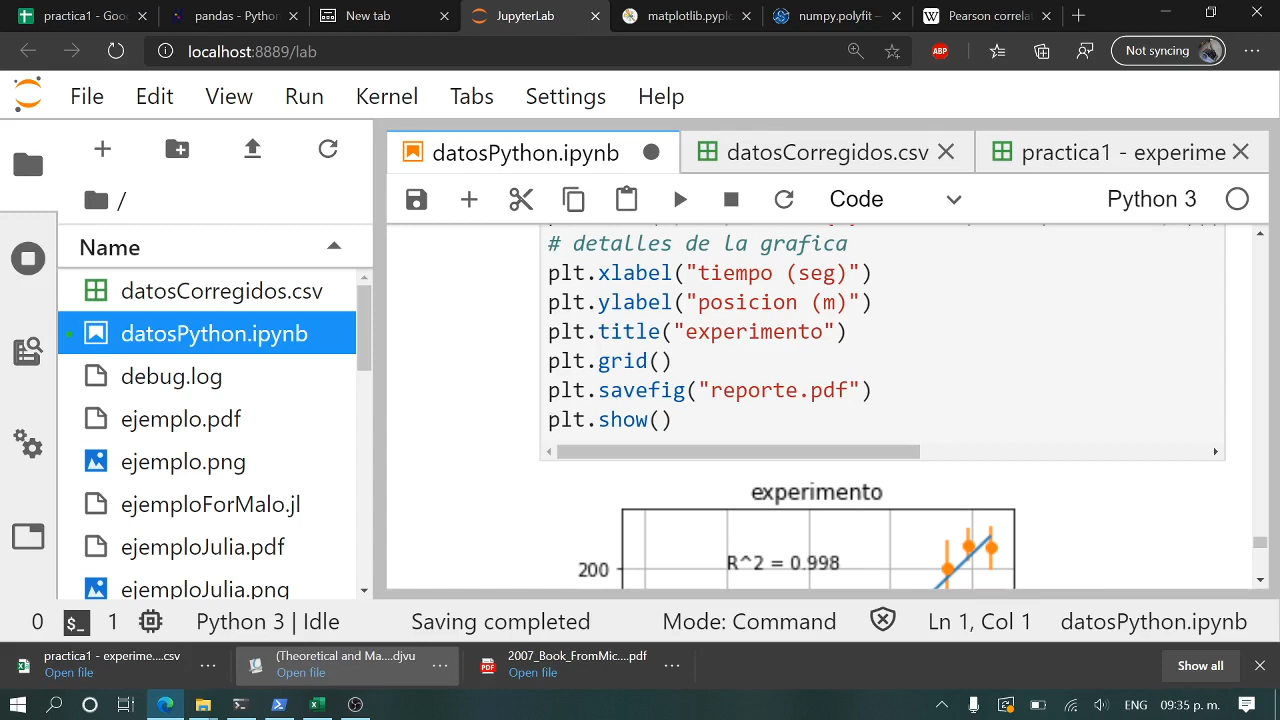 practica1 - Goo
pandas - Python
New tab
JupyterLab
matplotlib.pyplo
numpy.polyfit —
Pearson correlat
localhost:8889/lab
ABP
Not syncing
File Edit View Run Kernel Tabs Settings Help
datosPython.ipynb
datosCorregidos.csv
practica1 - experime
Code
Python 3
/
Name
datosCorregidos.csv
datosPython.ipynb
debug.log
ejemplo.pdf
ejemplo.png
ejemploForMalo.jl
ejemploJulia.pdf
ejemploJulia.png
# detalles de la grafica
plt.xlabel("tiempo (seg)")
plt.ylabel("posicion (m)")
plt.title("experimento")
plt.grid()
plt.savefig("reporte.pdf")
plt.show()
experimento
R^2 = 0.998
200
0
$_
1
Python 3 | Idle
Saving completed
Mode: Command
Ln 1, Col 1
datosPython.ipynb
practica1 - experime....csv
Open file
(Theoretical and Ma....djvu
Open file
PDF
2007_Book_FromMic....pdf
Open file
Show all
ENG
09:35 p. m.